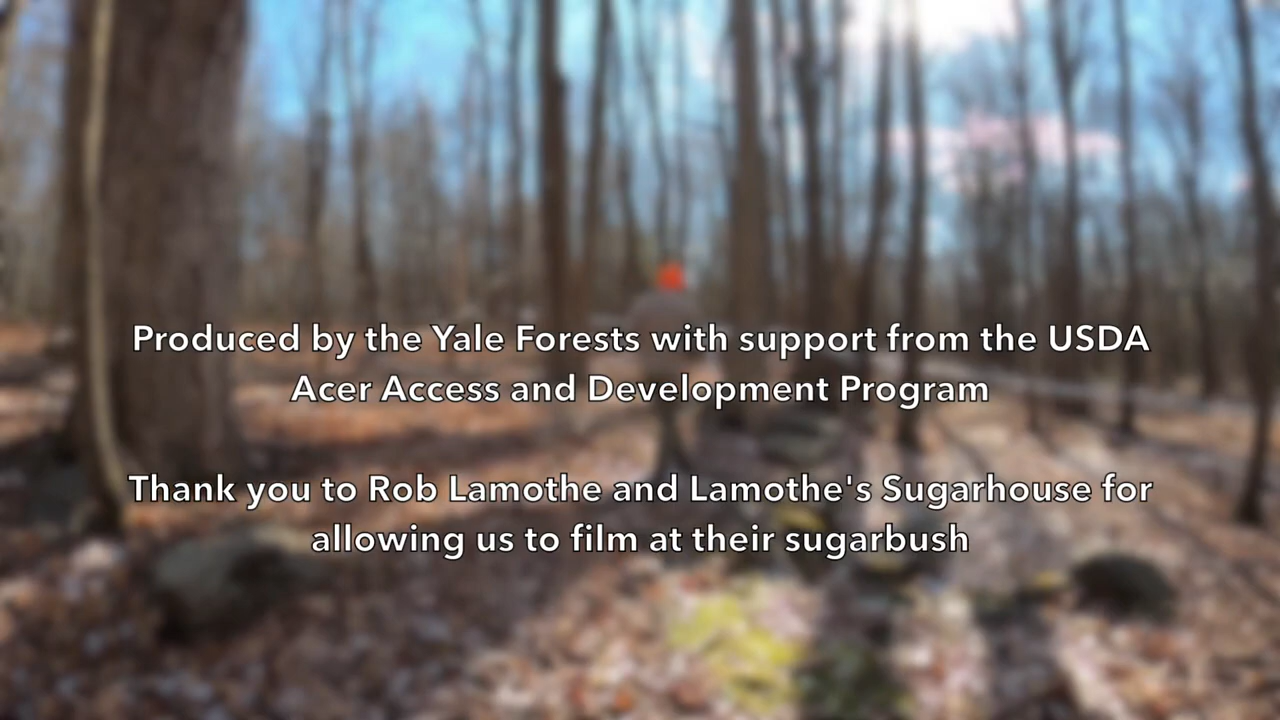 Produced by the Yale Forests with support from the USDA
Acer Access and Development Program
Thank you to Rob Lamothe and Lamothe's Sugarhouse for
allowing us to film at their sugarbush